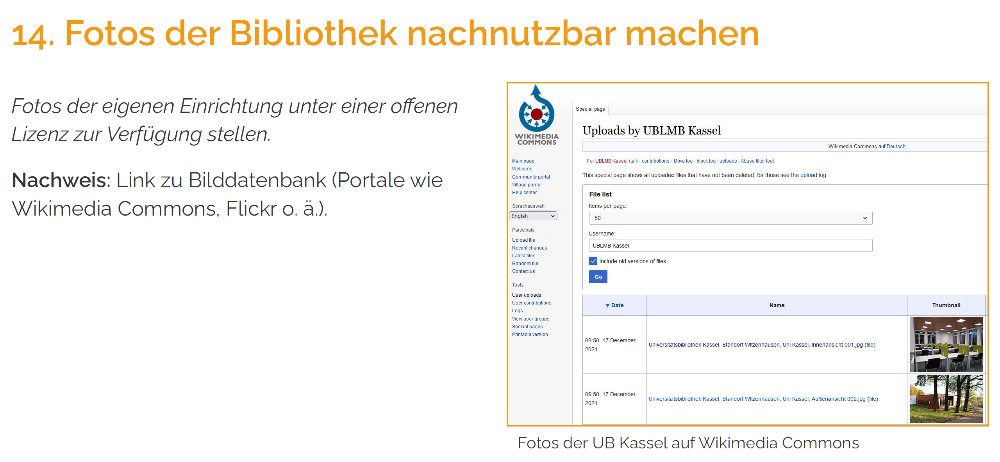 14. Fotos der Bibliothek nachnutzbar machen
Fotos der eigenen Einrichtung unter einer offenen
Lizenz zur Verfügung stellen.
Nachweis: Link zu Bilddatenbank (Portale wie
Wikimedia Commons, Flickr o. ä.).
WIKIMEDIA
COMMONS
Main page
Welcome
Community portal
Village pump
Help center
Sprachauswahl
English
Participate
Upload file
Recent changes
Latest files
Random file
Contact us
Tools
User uploads
User contributions
Logs
View user groups
Special pages
Printable version
Special page
Uploads by UBLMB Kassel
Wikimedia Commons auf Deutsch
For UBLMB Kassel (talk · contributions · Move log · block log · uploads · Abuse filter log)
This special page shows all uploaded files that have not been deleted; for those see the upload log.
File list
Items per page:
50
Username:
UBLMB Kassel
Include old versions of files
Go
Date Name Thumbnail
09:50, 17 December
2021
Universitätsbibliothek Kassel, Standort WItzenhausen, Uni Kassel, Innenansicht 001.jpg (file)
09:50, 17 December
2021
Universitätsbibliothek Kassel, Standort WItzenhausen, Uni Kassel, Außenansicht 002.jpg (file)
Fotos der UB Kassel auf Wikimedia Commons